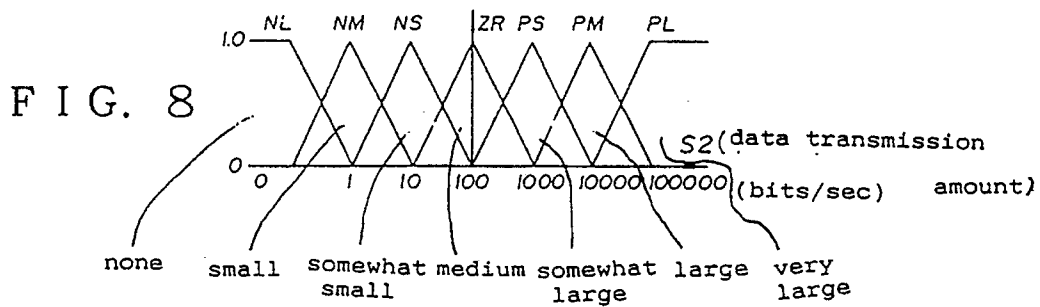 NL NM NS ZR PS PM PL
1.0
FIG. 8
S2 (data transmission
0
0 1 10 100 1000 10000 100000 (bits/sec) amount)
none small somewhat medium somewhat large very
small large large